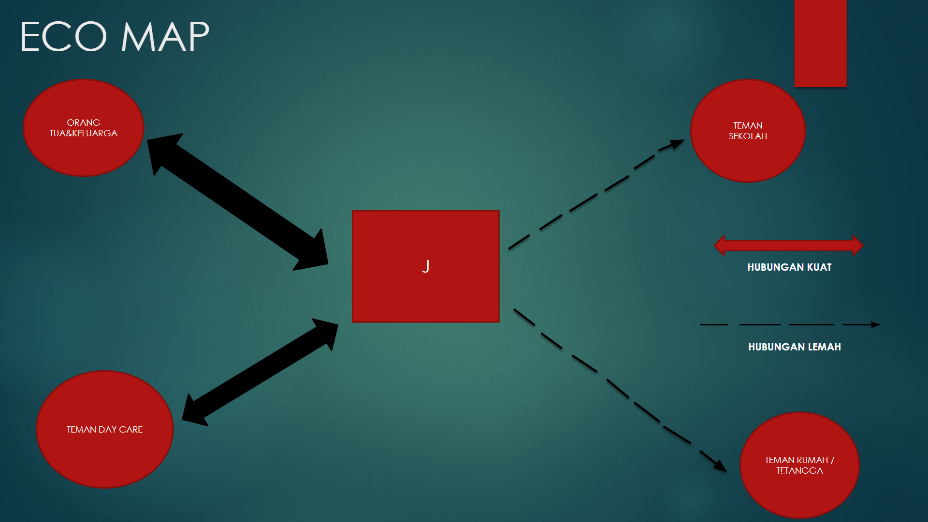 ECO MAP
ORANG
TUA&KELUARGA
TEMAN
SEKOLAH
J
HUBUNGAN KUAT
HUBUNGAN LEMAH
TEMAN DAY CARE
TEMAN RUMAH /
TETANGGA